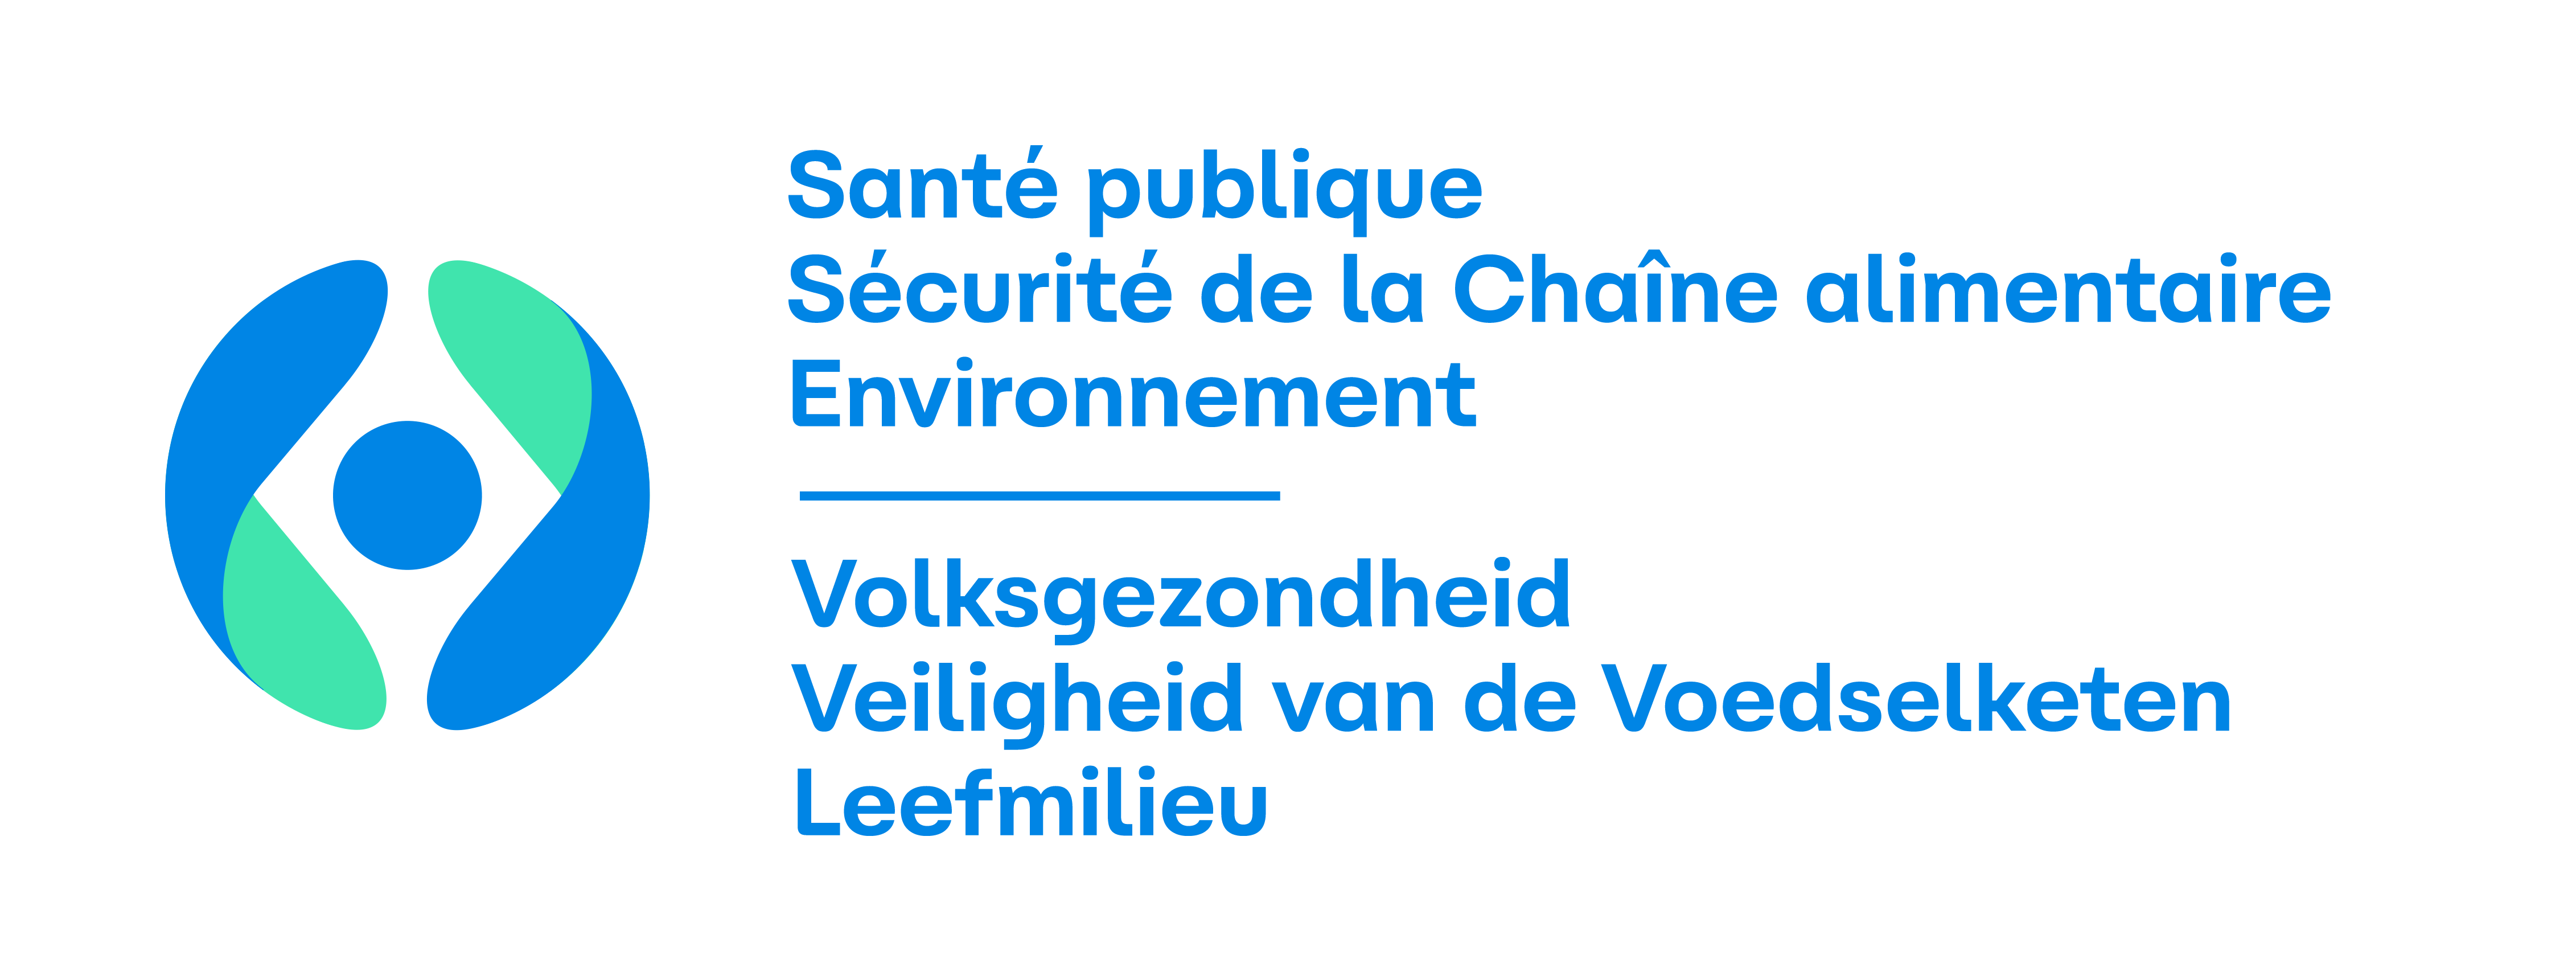 Santé publique
Sécurité de la Chaîne alimentaire
Environnement
Volksgezondheid
Veiligheid van de Voedselketen
Leefmilieu